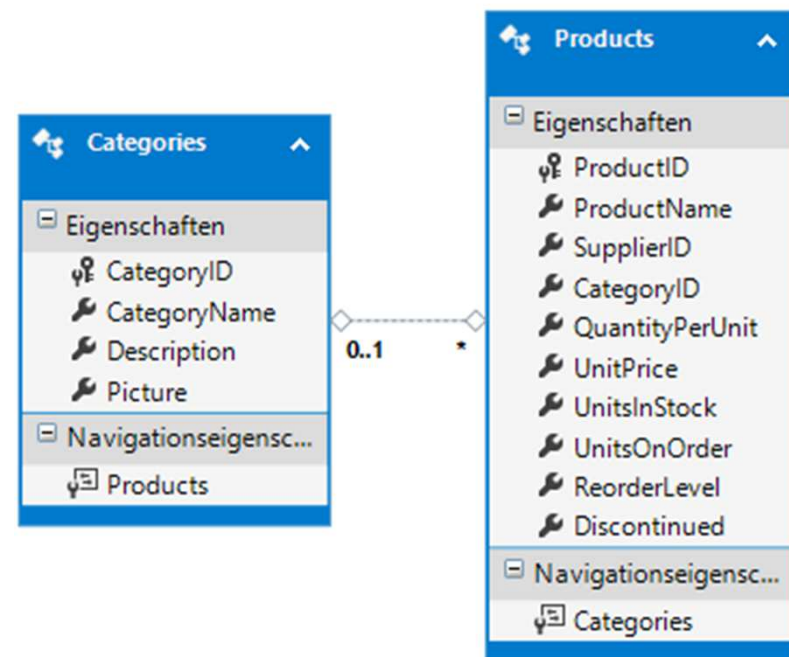 Categories
Eigenschaften
CategoryID
CategoryName
Description
Picture
Navigationseigensc...
Products
0..1
*
Products
Eigenschaften
ProductID
ProductName
SupplierID
CategoryID
QuantityPerUnit
UnitPrice
UnitsInStock
UnitsOnOrder
ReorderLevel
Discontinued
Navigationseigensc...
Categories